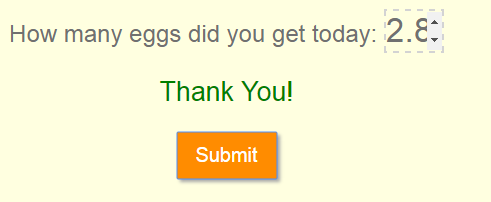 How many eggs did you get today: 2.8
Thank You!
Submit